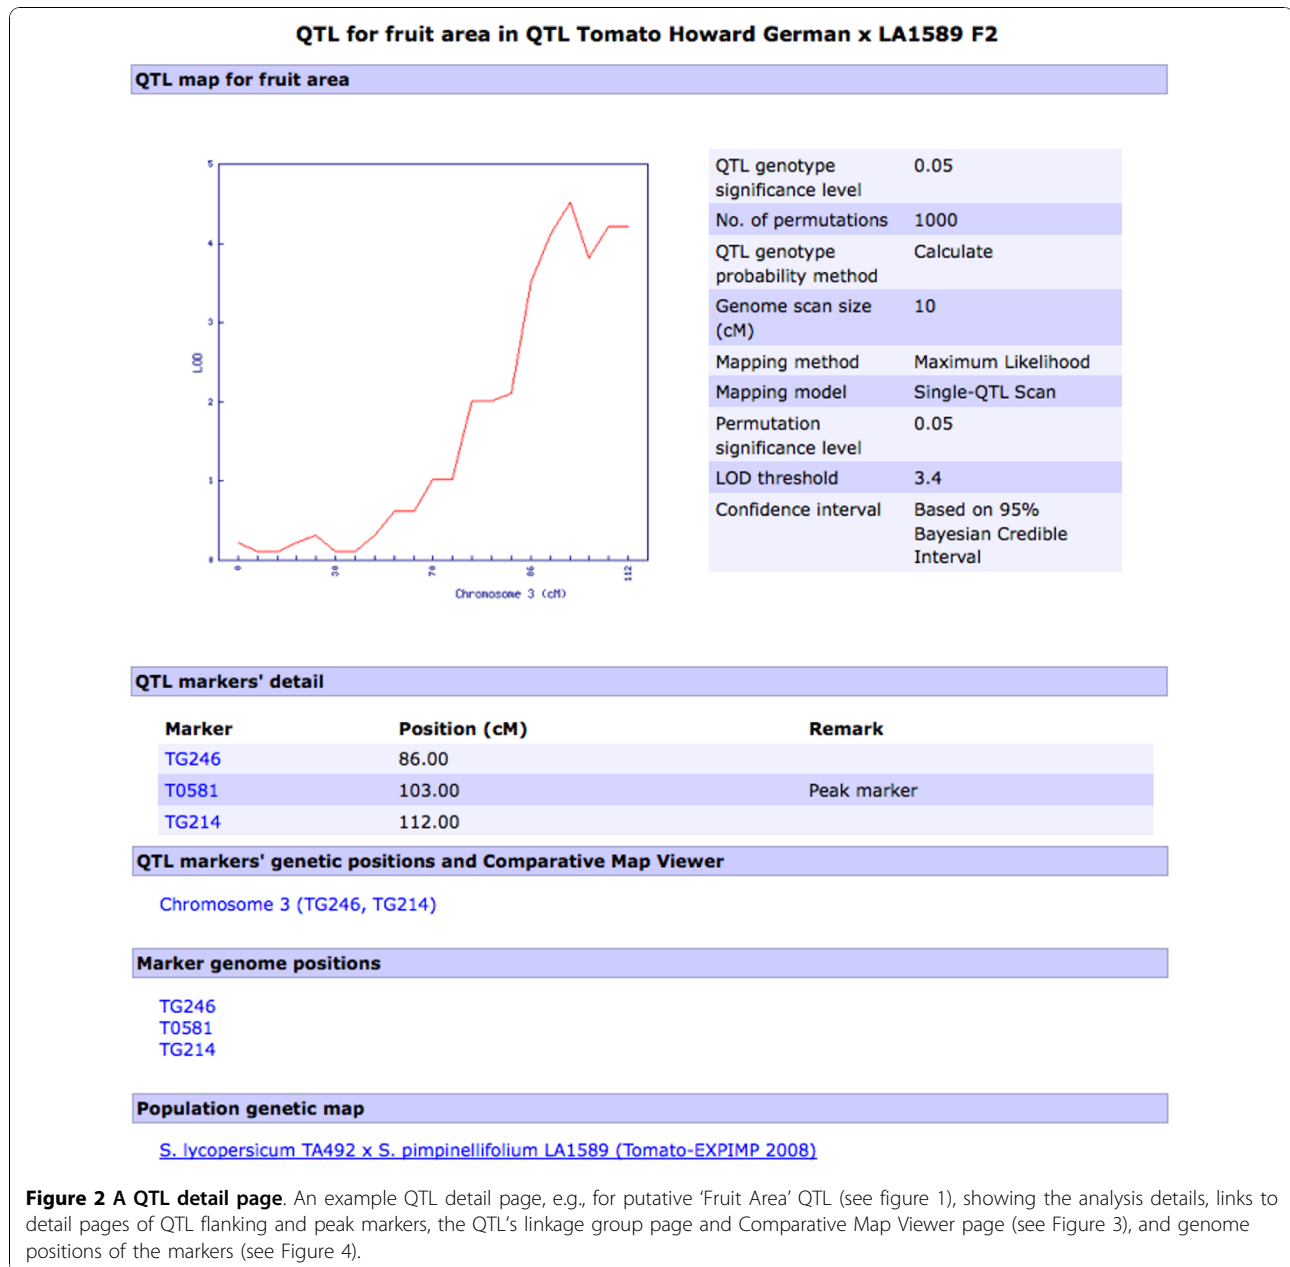 QTL for fruit area in QTL Tomato Howard German x LA1589 F2
QTL map for fruit area
5
4
3
2
1
0
LOD
0
30
70
86
112
Chromosome 3 (cM)
QTL genotype
significance level
0.05
No. of permutations
1000
QTL genotype
probability method
Calculate
Genome scan size
(cM)
10
Mapping method
Maximum Likelihood
Mapping model
Single-QTL Scan
Permutation
significance level
0.05
LOD threshold
3.4
Confidence interval
Based on 95%
Bayesian Credible
Interval
QTL markers' detail
Marker Position (cM) Remark
TG246 86.00
T0581 103.00 Peak marker
TG214 112.00
QTL markers' genetic positions and Comparative Map Viewer
Chromosome 3 (TG246, TG214)
Marker genome positions
TG246
T0581
TG214
Population genetic map
S. lycopersicum TA492 x S. pimpinellifolium LA1589 (Tomato-EXPIMP 2008)
Figure 2 A QTL detail page. An example QTL detail page, e.g., for putative ‘Fruit Area’ QTL (see figure 1), showing the analysis details, links to
detail pages of QTL flanking and peak markers, the QTL’s linkage group page and Comparative Map Viewer page (see Figure 3), and genome
positions of the markers (see Figure 4).